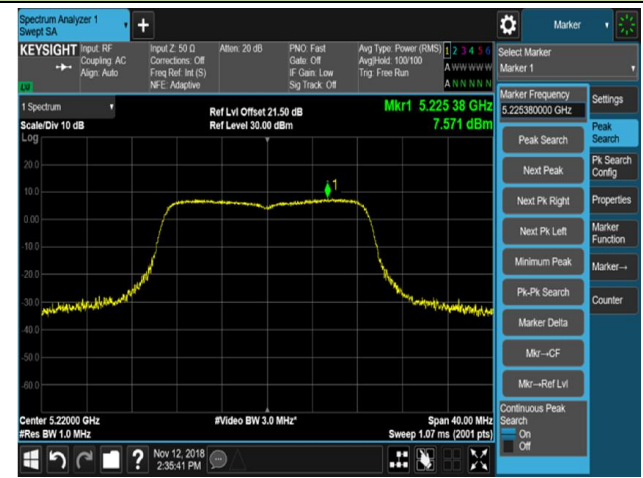 Spectrum Analyzer 1
Swept SA
Marker
KEYSIGHT
Input: RF
Coupling: AC
Align: Auto
Input Z: 50 Ω
Corrections: Off
Freq Ref: Int (S)
NFE: Adaptive
Atten: 20 dB
PNO: Fast
Gate: Off
IF Gain: Low
Sig Track: Off
Avg Type: Power (RMS)
Avg|Hold: 100/100
Trig: Free Run
1 2 3 4 5 6
A W W W W W
A N N N N N
Select Marker
Marker 1
1 Spectrum
Scale/Div 10 dB
Log
Ref Lvl Offset 21.50 dB
Ref Level 30.00 dBm
Mkr1 5.225 38 GHz
7.571 dBm
20.0
10.0
0.00
-10.0
-20.0
-30.0
-40.0
-50.0
-60.0
1
Center 5.22000 GHz
#Res BW 1.0 MHz
#Video BW 3.0 MHz*
Span 40.00 MHz
Sweep 1.07 ms (2001 pts)
Marker Frequency
5.225380000 GHz
Peak Search
Next Peak
Next Pk Right
Next Pk Left
Minimum Peak
Pk-Pk Search
Marker Delta
Mkr→CF
Mkr→Ref Lvl
Continuous Peak
Search
On
Off
Settings
Peak
Search
Pk Search
Config
Properties
Marker
Function
Marker→
Counter
Nov 12, 2018
2:35:41 PM